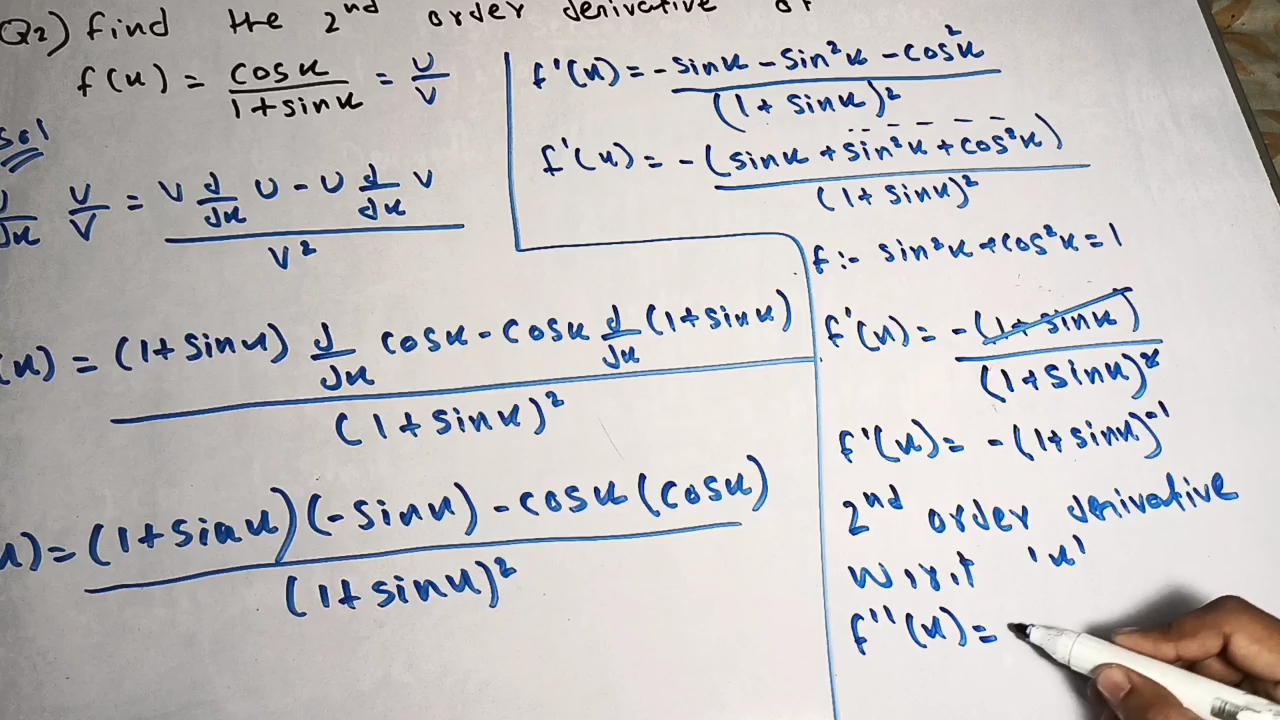 Q2) find the 2nd order derivative of
f(x) = cosx / 1+sinx = U/V
Sol
d/dx U/V = V d/dx U - U d/dx V / V²
(x) = (1+sinx) d/dx cosx - cosx d/dx (1+sinx) / (1+sinx)²
x) = (1+sinx)(-sinx) - cosx(cosx) / (1+sinx)²
f'(x) = -sinx - sin²x - cos²x / (1+sinx)²
f'(x) = -(sinx + sin²x + cos²x) / (1+sinx)²
f :- sin²x + cos²x = 1
f'(x) = -(1+sinx) / (1+sinx)²
f'(x) = -(1+sinx)⁻¹
2nd order derivative
w.r.t 'x'
f''(x) =